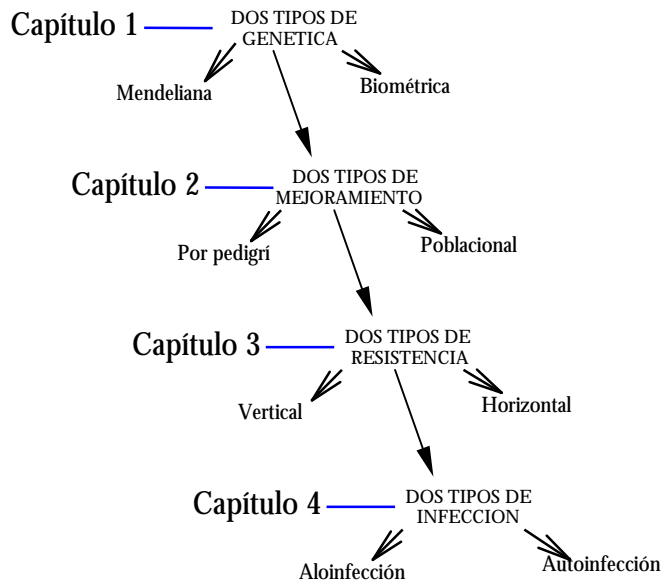 Capítulo 1
DOS TIPOS DE
GENETICA
Mendeliana
Biométrica
Capítulo 2
DOS TIPOS DE
MEJORAMIENTO
Por pedigrí
Poblacional
Capítulo 3
DOS TIPOS DE
RESISTENCIA
Vertical
Horizontal
Capítulo 4
DOS TIPOS DE
INFECCION
Aloinfección
Autoinfección